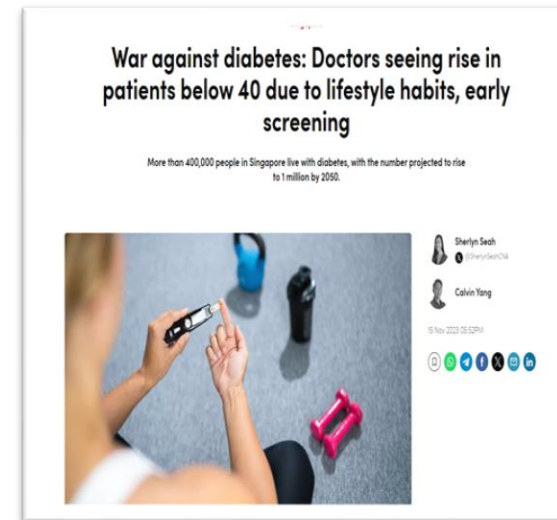 War against diabetes: Doctors seeing rise in
patients below 40 due to lifestyle habits, early
screening
More than 400,000 people in Singapore live with diabetes, with the number projected to rise
to 1 million by 2050.
Sherlyn Seah
@SherlynSeahCNA
Calvin Yang
15 Nov 2023 05:52PM